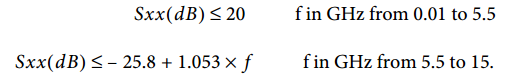 Sxx(dB) ≤ 20 f in GHz from 0.01 to 5.5
Sxx(dB) ≤ − 25.8 + 1.053 × f f in GHz from 5.5 to 15.